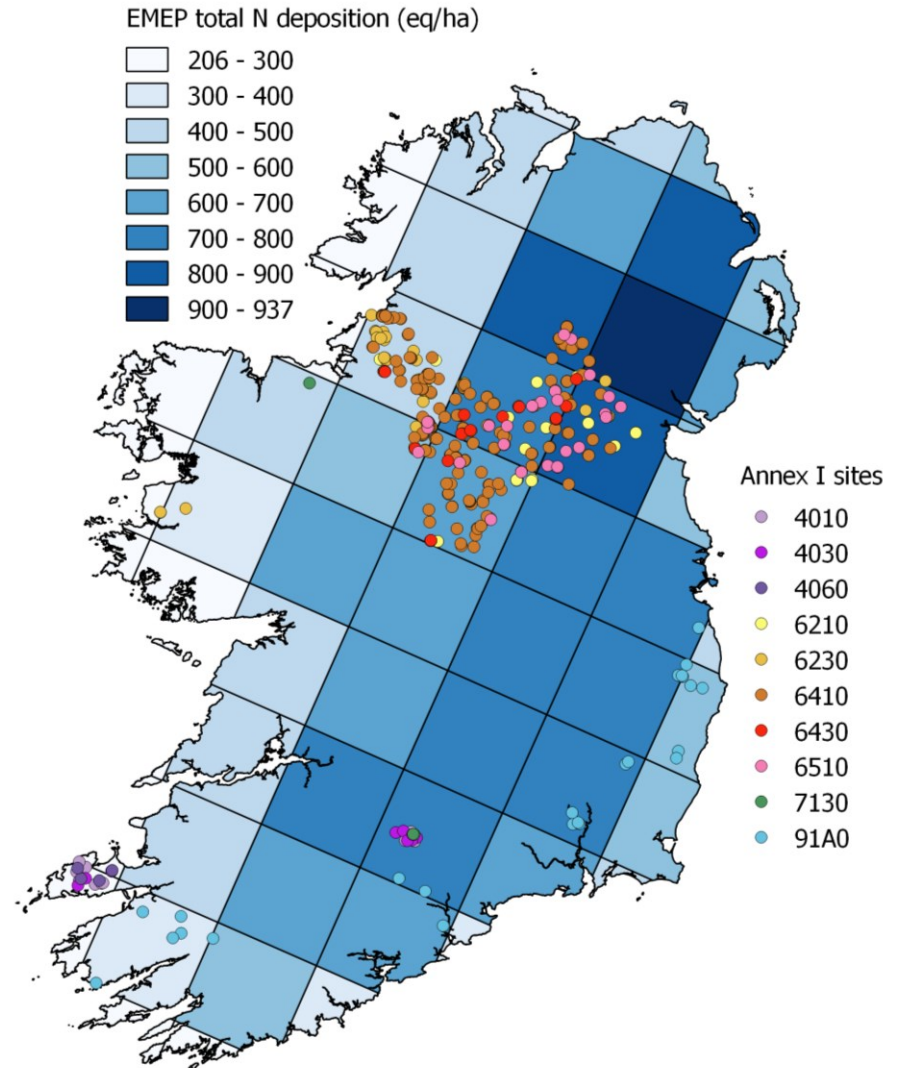 EMEP total N deposition (eq/ha)
206 - 300
300 - 400
400 - 500
500 - 600
600 - 700
700 - 800
800 - 900
900 - 937
Annex I sites
4010
4030
4060
6210
6230
6410
6430
6510
7130
91A0